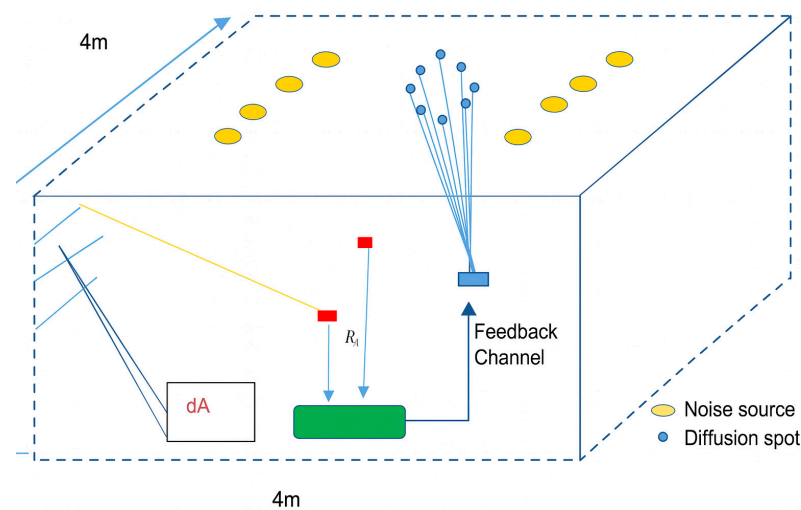 4m
R_A
Feedback
Channel
dA
Noise source
Diffusion spot
4m